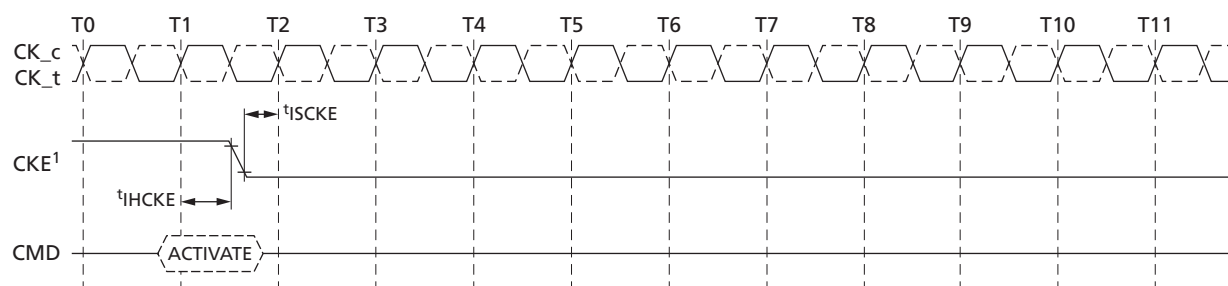 T0 T1 T2 T3 T4 T5 T6 T7 T8 T9 T10 T11
CK_c
CK_t
tISCKE
CKE1
tIHCKE
CMD ACTIVATE